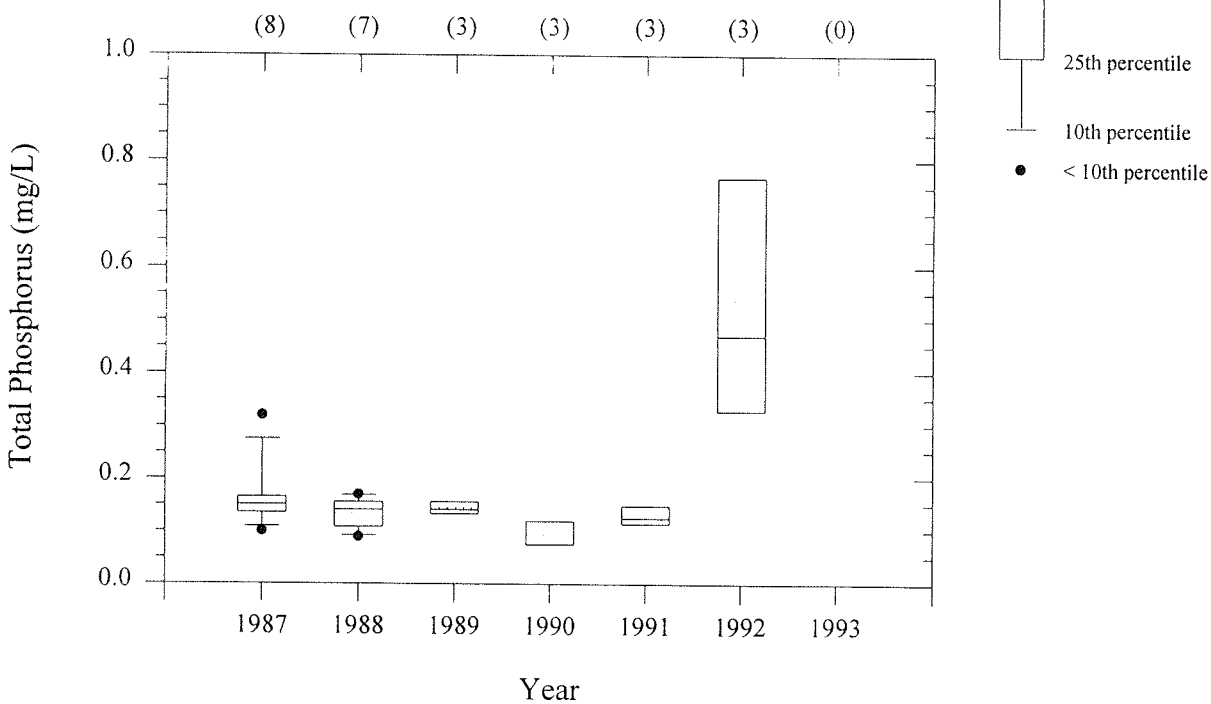 (8) (7) (3) (3) (3) (3) (0)
1.0
0.8
0.6
0.4
0.2
0.0
Total Phosphorus (mg/L)
1987 1988 1989 1990 1991 1992 1993
Year
25th percentile
10th percentile
< 10th percentile